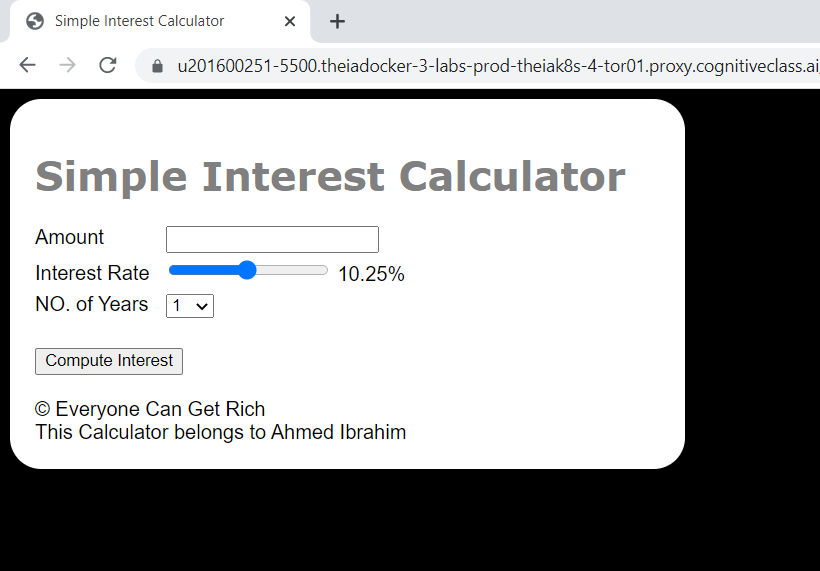 Simple Interest Calculator
u201600251-5500.theiadocker-3-labs-prod-theiak8s-4-tor01.proxy.cognitiveclass.ai
Simple Interest Calculator
Amount
Interest Rate 10.25%
NO. of Years 1
Compute Interest
© Everyone Can Get Rich
This Calculator belongs to Ahmed Ibrahim